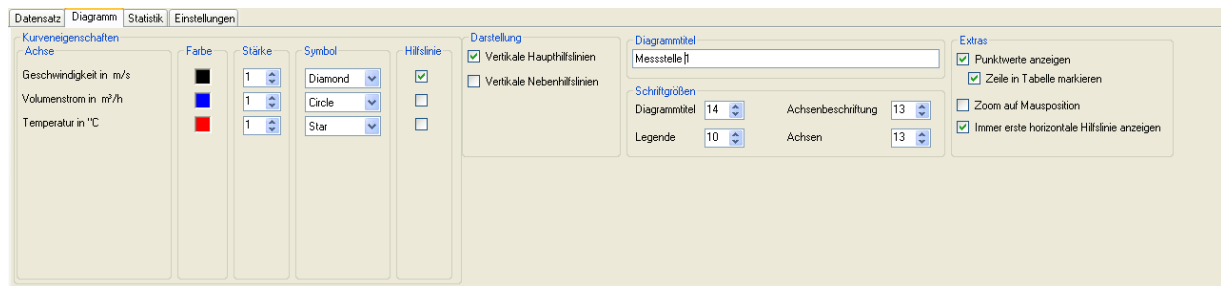 Datensatz Diagramm Statistik Einstellungen
Kurveneigenschaften
Achse Farbe Stärke Symbol Hilfslinie
Geschwindigkeit in m/s 1 Diamond
Volumenstrom in m³/h 1 Circle
Temperatur in °C 1 Star
Darstellung
Vertikale Haupthilfslinien
Vertikale Nebenhilfslinien
Diagrammtitel
Messstelle 1
Schriftgrößen
Diagrammtitel 14 Achsenbeschriftung 13
Legende 10 Achsen 13
Extras
Punktwerte anzeigen
Zeile in Tabelle markieren
Zoom auf Mausposition
Immer erste horizontale Hilfslinie anzeigen